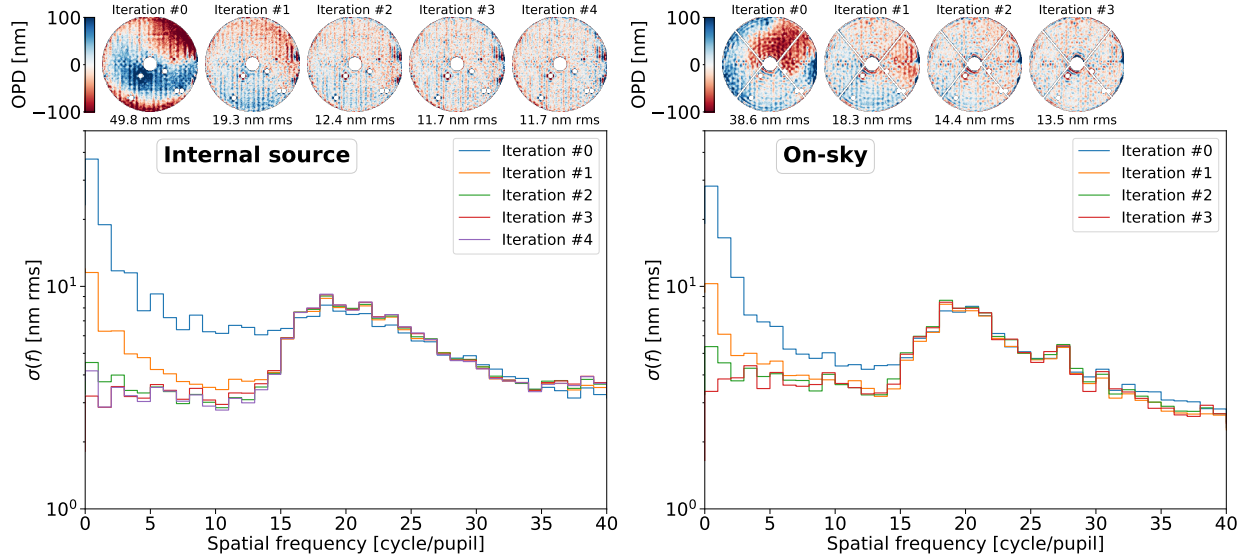 Iteration #0 Iteration #1 Iteration #2 Iteration #3 Iteration #4
100
0
−100
OPD [nm]
49.8 nm rms 19.3 nm rms 12.4 nm rms 11.7 nm rms 11.7 nm rms
Internal source
Iteration #0
Iteration #1
Iteration #2
Iteration #3
Iteration #4
10¹
10⁰
σ(f) [nm rms]
0 5 10 15 20 25 30 35 40
Spatial frequency [cycle/pupil]
Iteration #0 Iteration #1 Iteration #2 Iteration #3
100
0
−100
OPD [nm]
38.6 nm rms 18.3 nm rms 14.4 nm rms 13.5 nm rms
On-sky
Iteration #0
Iteration #1
Iteration #2
Iteration #3
10¹
10⁰
σ(f) [nm rms]
0 5 10 15 20 25 30 35 40
Spatial frequency [cycle/pupil]